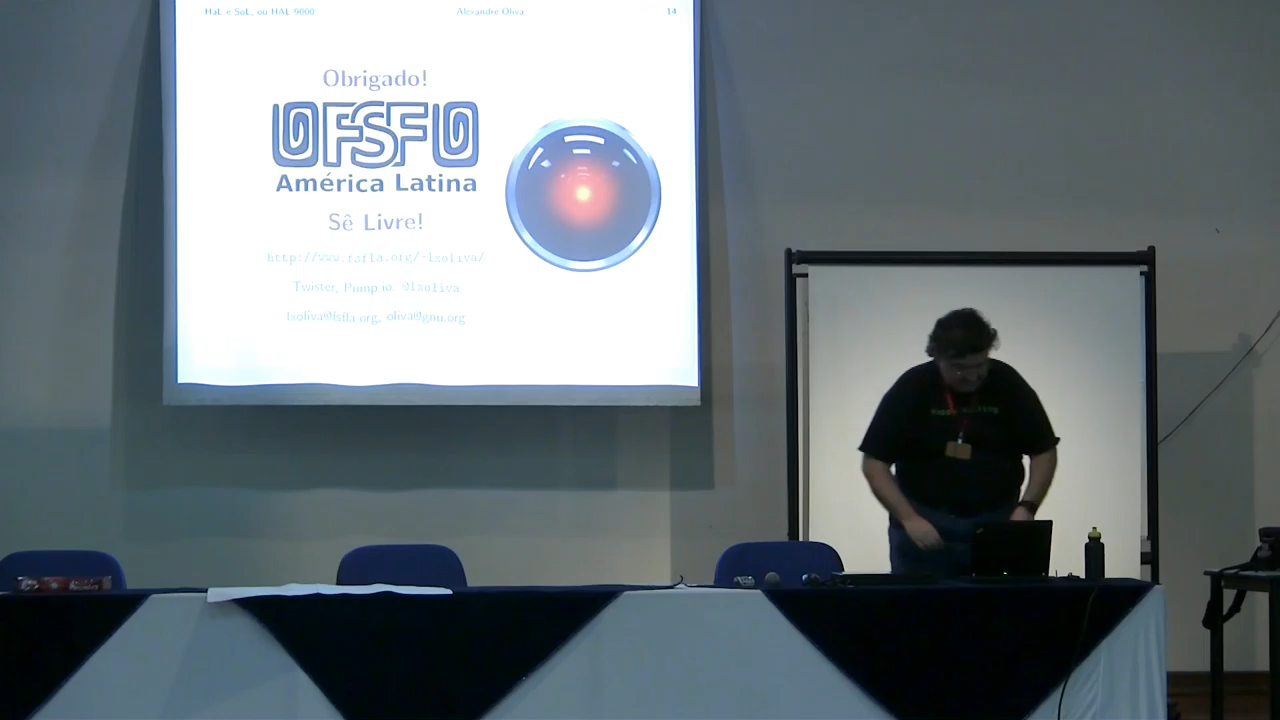 HaL e SoL, ou HAL 9000 Alexandre Oliva 14
Obrigado!
FSF
América Latina
Sê Livre!
http://www.fsfla.org/~lxoliva/
Twister, Pump.io: @lxoliva
lxoliva@fsfla.org, oliva@gnu.org